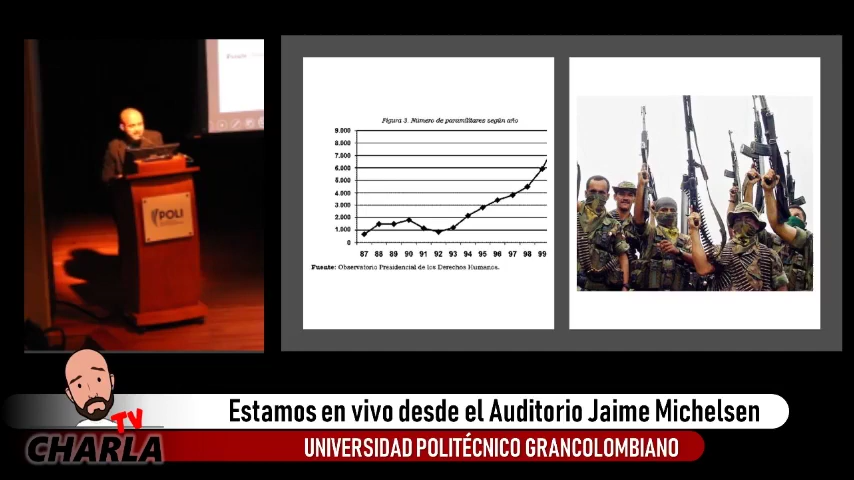 POLI
Figura 3. Número de paramilitares según año
9.000
8.000
7.000
6.000
5.000
4.000
3.000
2.000
1.000
0
87 88 89 90 91 92 93 94 95 96 97 98 99
Fuente: Observatorio Presidencial de los Derechos Humanos.
Estamos en vivo desde el Auditorio Jaime Michelsen
TV
CHARLA
UNIVERSIDAD POLITÉCNICO GRANCOLOMBIANO